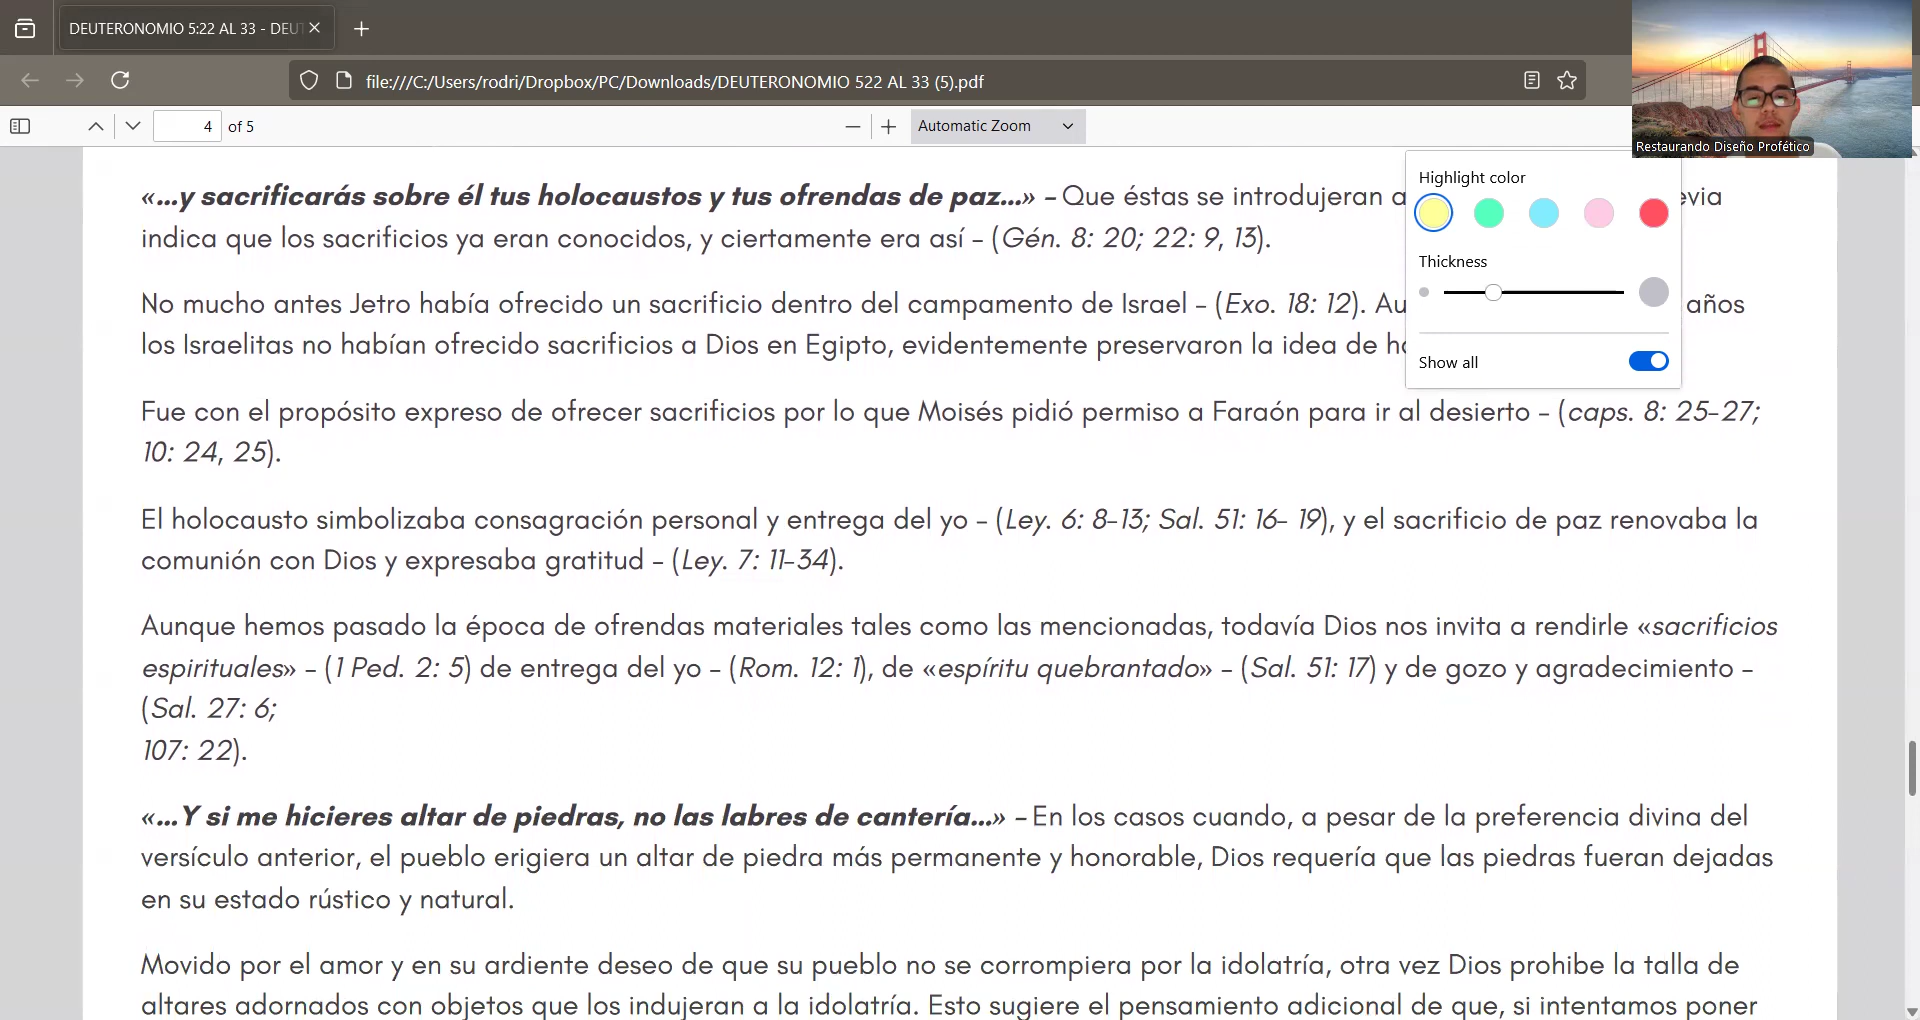 DEUTERONOMIO 5:22 AL 33 - DEUT
file:///C:/Users/rodri/Dropbox/PC/Downloads/DEUTERONOMIO 522 AL 33 (5).pdf
4 of 5
Automatic Zoom
Restaurando Diseño Profético
Highlight color
Thickness
Show all
«...y sacrificarás sobre él tus holocaustos y tus ofrendas de paz...» – Que éstas se introdujeran a evia
indica que los sacrificios ya eran conocidos, y ciertamente era así – (Gén. 8: 20; 22: 9, 13).
No mucho antes Jetro había ofrecido un sacrificio dentro del campamento de Israel – (Exo. 18: 12). Au años
los Israelitas no habían ofrecido sacrificios a Dios en Egipto, evidentemente preservaron la idea de
Fue con el propósito expreso de ofrecer sacrificios por lo que Moisés pidió permiso a Faraón para ir al desierto – (caps. 8: 25-27;
10: 24, 25).
El holocausto simbolizaba consagración personal y entrega del yo – (Ley. 6: 8-13; Sal. 51: 16- 19), y el sacrificio de paz renovaba la
comunión con Dios y expresaba gratitud – (Ley. 7: 11-34).
Aunque hemos pasado la época de ofrendas materiales tales como las mencionadas, todavía Dios nos invita a rendirle «sacrificios
espirituales» – (1 Ped. 2: 5) de entrega del yo – (Rom. 12: 1), de «espíritu quebrantado» – (Sal. 51: 17) y de gozo y agradecimiento –
(Sal. 27: 6;
107: 22).
«...Y si me hicieres altar de piedras, no las labres de cantería...» – En los casos cuando, a pesar de la preferencia divina del
versículo anterior, el pueblo erigiera un altar de piedra más permanente y honorable, Dios requería que las piedras fueran dejadas
en su estado rústico y natural.
Movido por el amor y en su ardiente deseo de que su pueblo no se corrompiera por la idolatría, otra vez Dios prohibe la talla de
altares adornados con objetos que los indujeran a la idolatría. Esto sugiere el pensamiento adicional de que, si intentamos poner